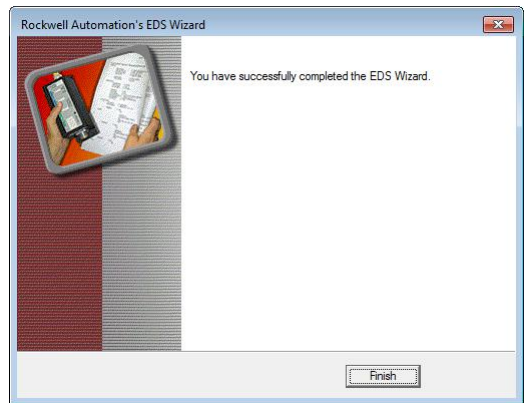 Rockwell Automation's EDS Wizard
You have successfully completed the EDS Wizard.
Finish